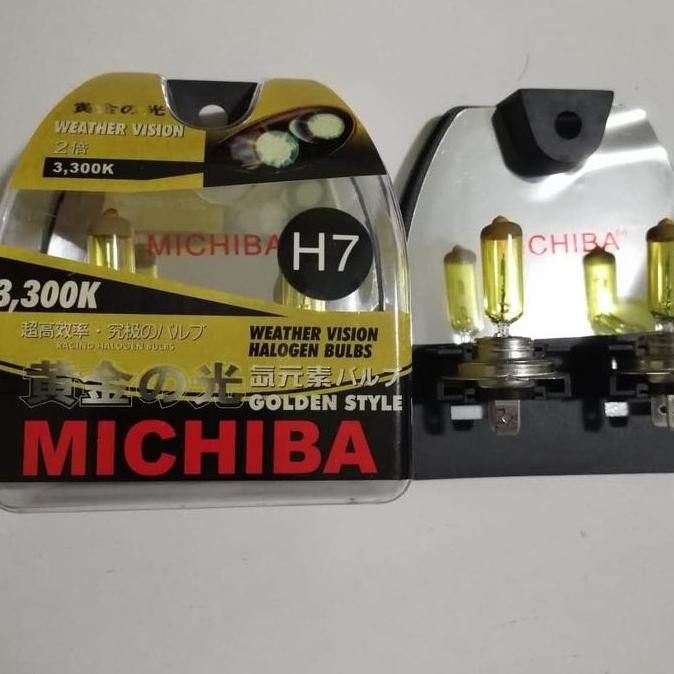 黄金の光
WEATHER VISION
2倍
3,300K
MICHIBA
H7
3,300K
超高効率・究極のバルブ
RACING HALOGEN BULBS
WEATHER VISION
HALOGEN BULBS
黄金の光
氙元素バルブ
GOLDEN STYLE
MICHIBA
CHIBA